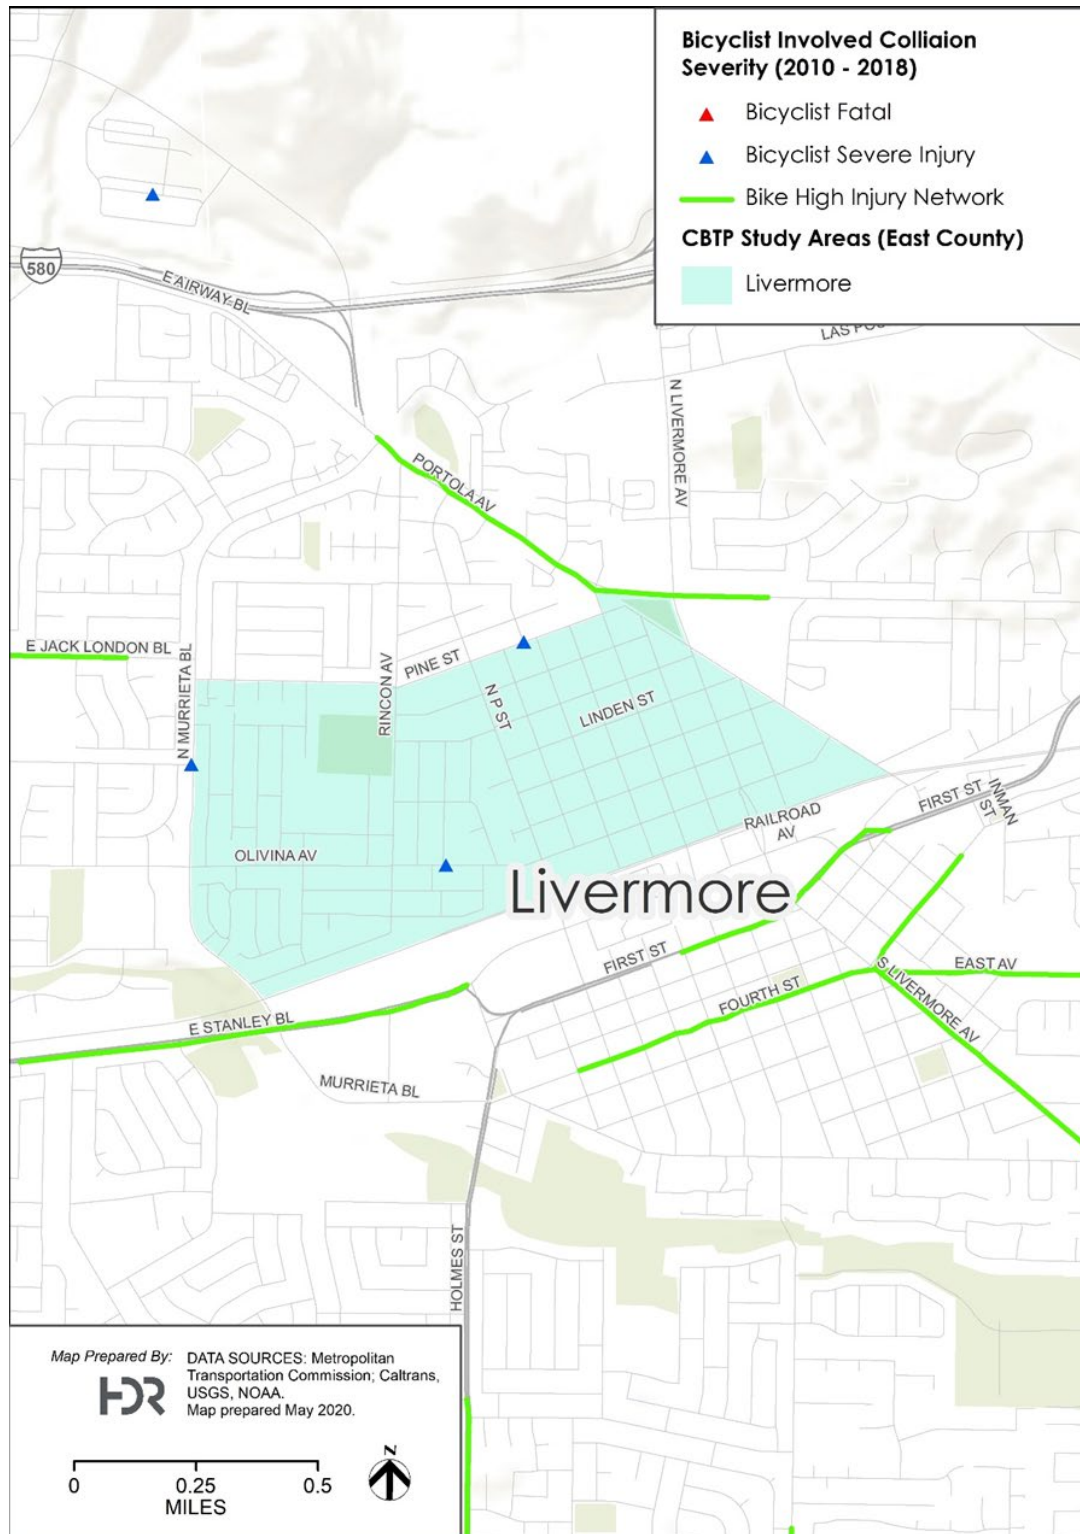 Bicyclist Involved Colliaion
Severity (2010 - 2018)
Bicyclist Fatal
Bicyclist Severe Injury
Bike High Injury Network
CBTP Study Areas (East County)
Livermore
580
E AIRWAY BL
LAS
N LIVERMORE AV
PORTOLA AV
E JACK LONDON BL
N MURRIETA BL
RINCON AV
PINE ST
N P ST
LINDEN ST
OLIVINA AV
RAILROAD
AV
FIRST ST
INMAN
ST
Livermore
FIRST ST
FOURTH ST
S LIVERMORE AV
EAST AV
E STANLEY BL
MURRIETA BL
HOLMES ST
Map Prepared By:
HDR
DATA SOURCES: Metropolitan
Transportation Commission; Caltrans,
USGS, NOAA.
Map prepared May 2020.
N
0 0.25 0.5
MILES